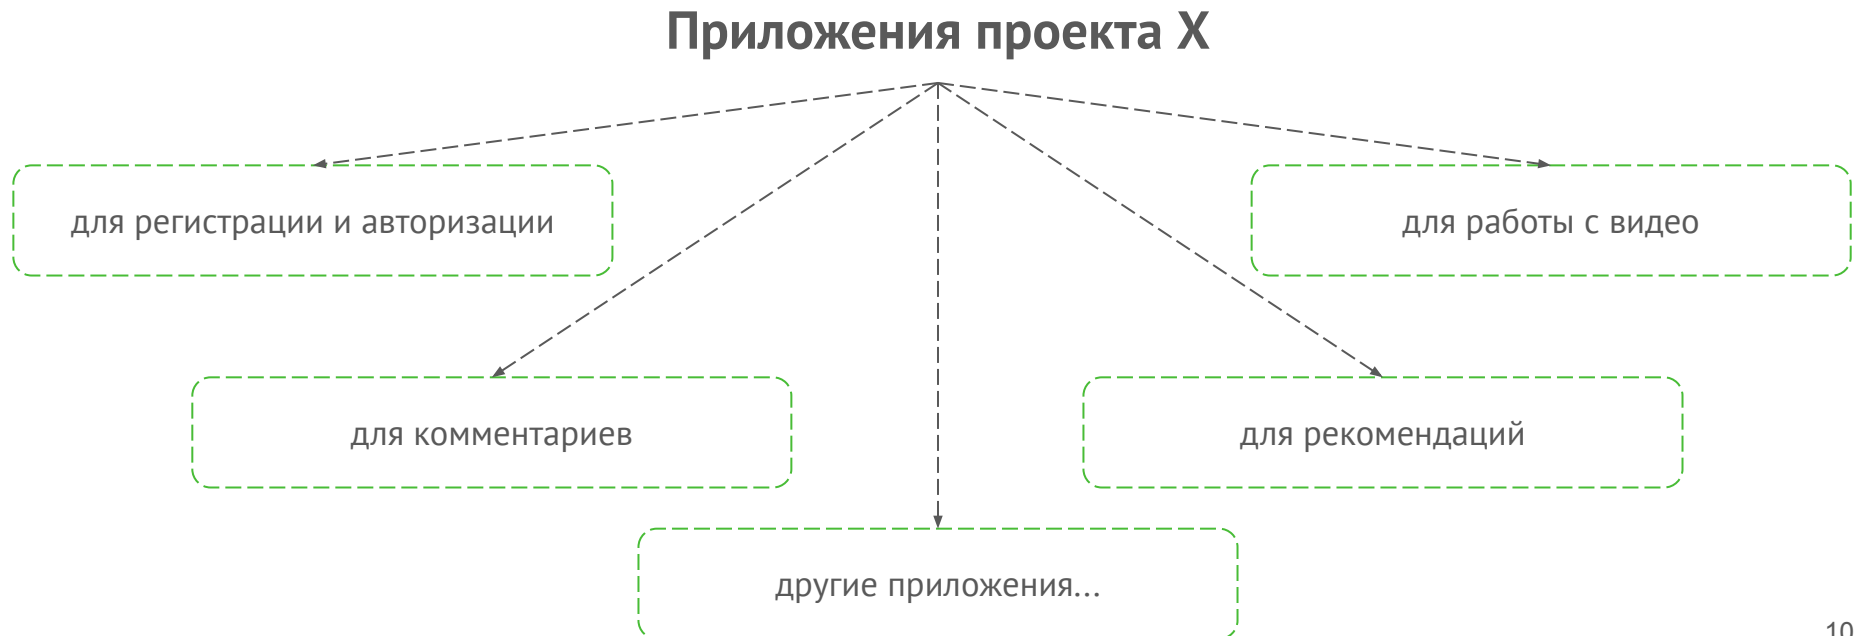 Приложения проекта X
для регистрации и авторизации
для работы с видео
для комментариев
для рекомендаций
другие приложения...
10